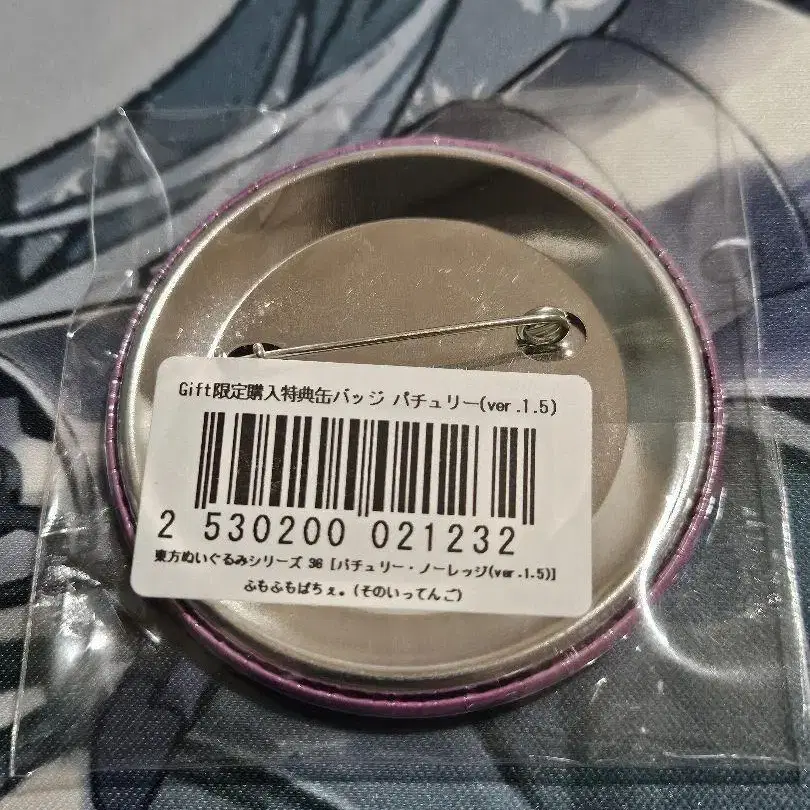 Gift限定購入特典缶バッジ パチュリー(ver.1.5)
2 530200 021232
東方ぬいぐるみシリーズ 36 [パチュリー・ノーレッジ(ver.1.5)]
ふもふもぱちぇ。(そのいってんご)